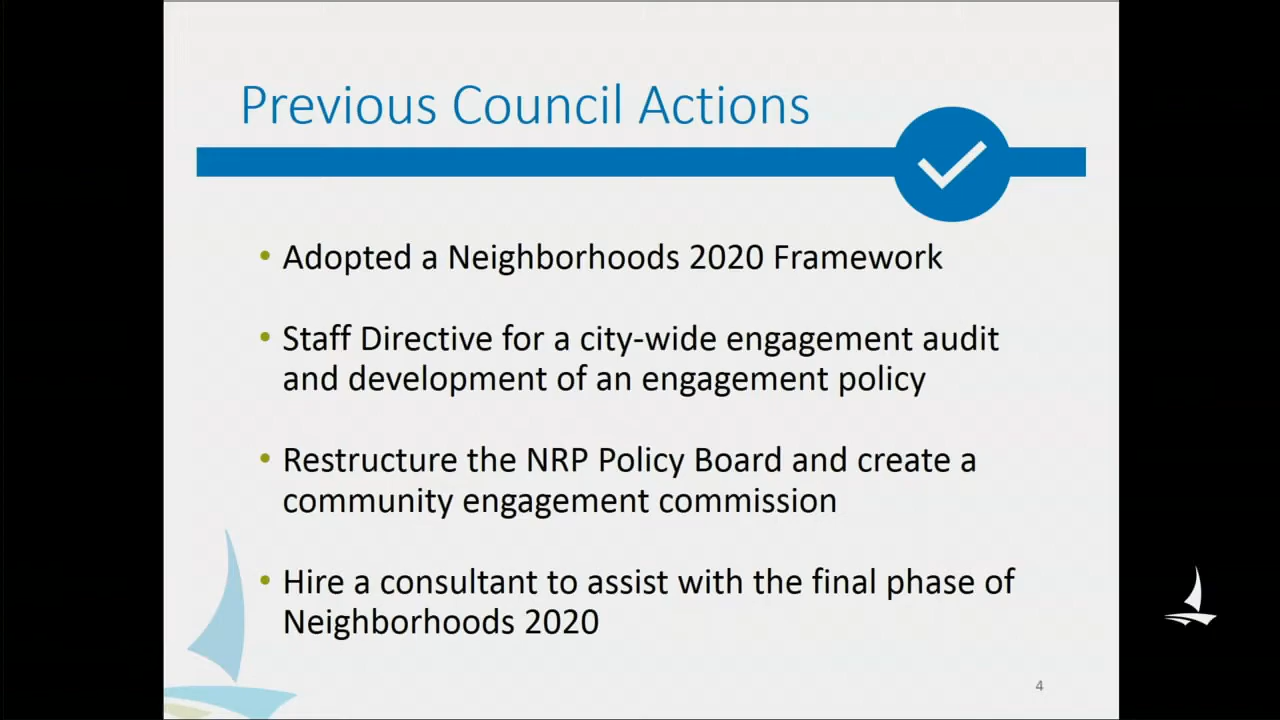 Previous Council Actions
• Adopted a Neighborhoods 2020 Framework
• Staff Directive for a city-wide engagement audit
and development of an engagement policy
• Restructure the NRP Policy Board and create a
community engagement commission
• Hire a consultant to assist with the final phase of
Neighborhoods 2020
4